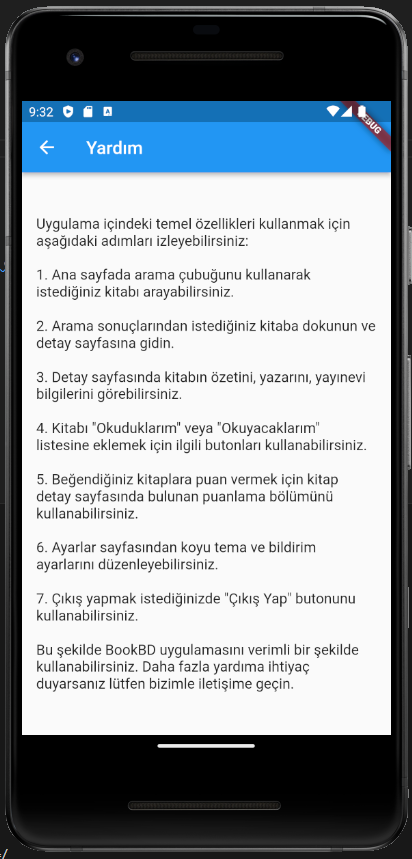 9:32
DEBUG
Yardım
Uygulama içindeki temel özellikleri kullanmak için
aşağıdaki adımları izleyebilirsiniz:
1. Ana sayfada arama çubuğunu kullanarak
istediğiniz kitabı arayabilirsiniz.
2. Arama sonuçlarından istediğiniz kitaba dokunun ve
detay sayfasına gidin.
3. Detay sayfasında kitabın özetini, yazarını, yayınevi
bilgilerini görebilirsiniz.
4. Kitabı "Okuduklarım" veya "Okuyacaklarım"
listesine eklemek için ilgili butonları kullanabilirsiniz.
5. Beğendiğiniz kitaplara puan vermek için kitap
detay sayfasında bulunan puanlama bölümünü
kullanabilirsiniz.
6. Ayarlar sayfasından koyu tema ve bildirim
ayarlarını düzenleyebilirsiniz.
7. Çıkış yapmak istediğinizde "Çıkış Yap" butonunu
kullanabilirsiniz.
Bu şekilde BookBD uygulamasını verimli bir şekilde
kullanabilirsiniz. Daha fazla yardıma ihtiyaç
duyarsanız lütfen bizimle iletişime geçin.